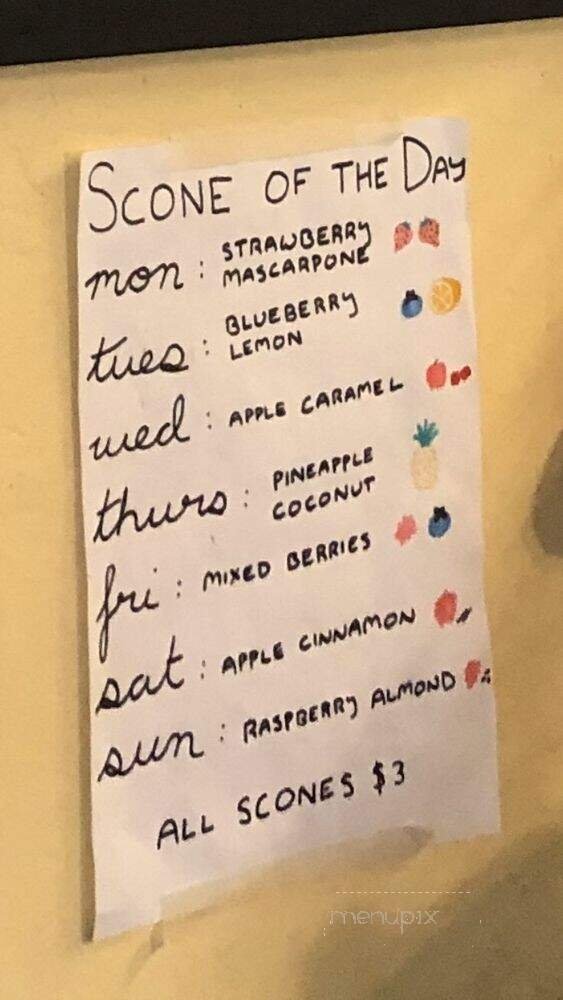 SCONE OF THE DAY
mon: STRAWBERRY
MASCARPONE
tues: BLUEBERRY
LEMON
wed: APPLE CARAMEL
thurs: PINEAPPLE
COCONUT
fri: MIXED BERRIES
sat: APPLE CINNAMON
sun: RASPBERRY ALMOND
ALL SCONES $3
menupix